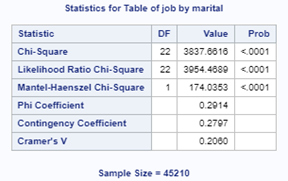 Statistics for Table of job by marital
Statistic DF Value Prob
Chi-Square 22 3837.6616 <.0001
Likelihood Ratio Chi-Square 22 3954.4689 <.0001
Mantel-Haenszel Chi-Square 1 174.0353 <.0001
Phi Coefficient 0.2914
Contingency Coefficient 0.2797
Cramer's V 0.2060
Sample Size = 45210